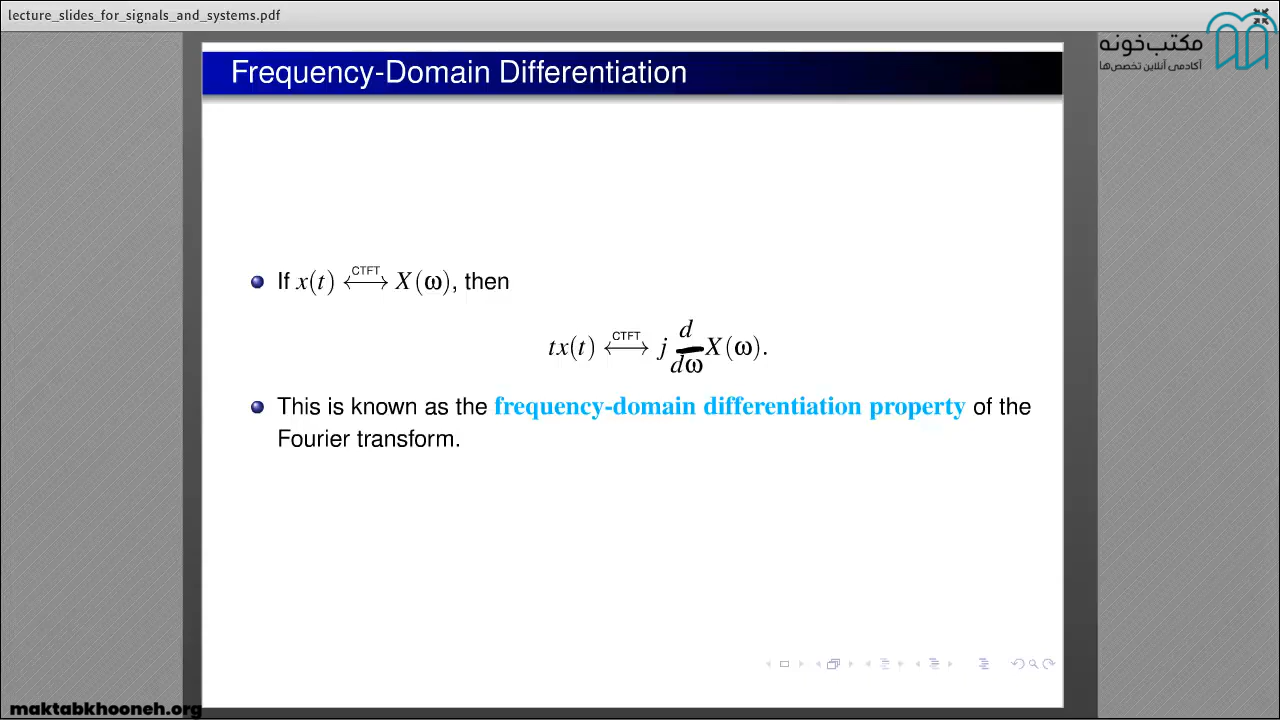 lecture_slides_for_signals_and_systems.pdf
مکتب‌خونه
آکادمی آنلاین تخصص‌ها
Frequency-Domain Differentiation
If x(t) ⟷^{CTFT} X(ω), then
tx(t) ⟷^{CTFT} j d/dω X(ω).
This is known as the frequency-domain differentiation property of the
Fourier transform.
maktabkhooneh.org